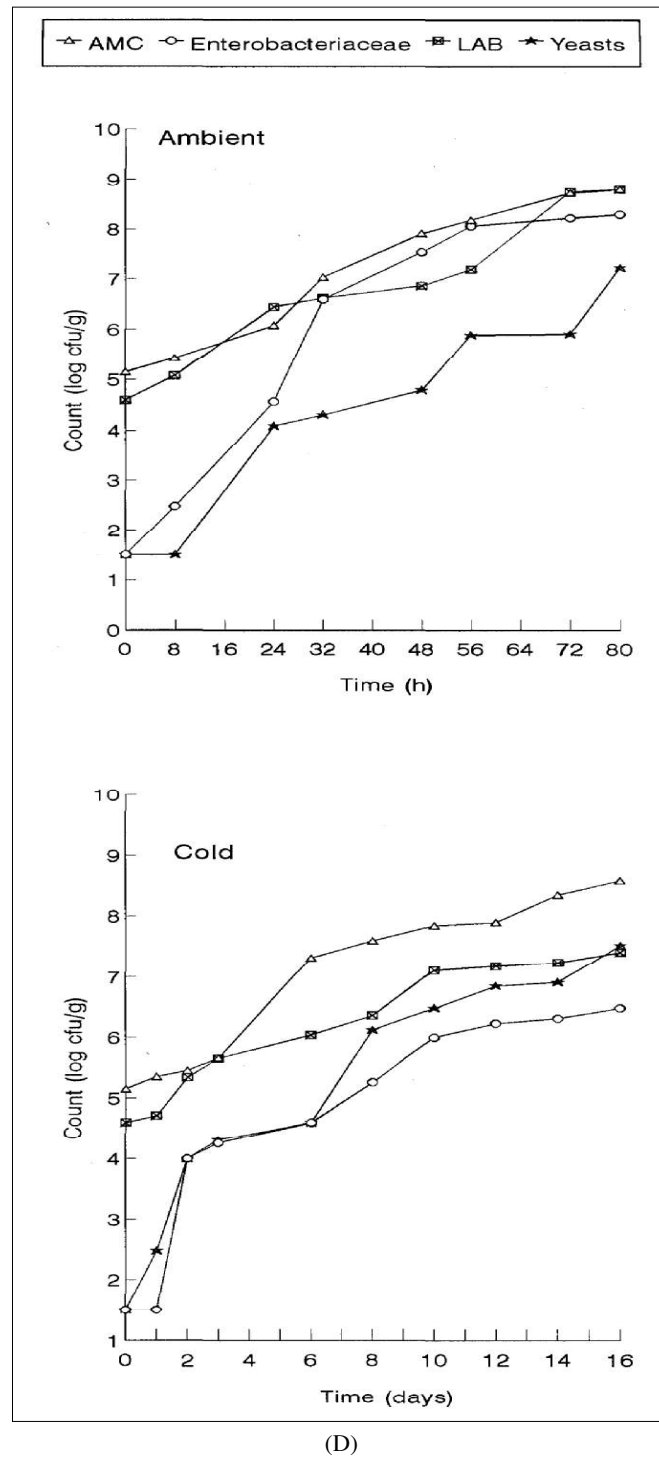 AMC Enterobacteriaceae LAB Yeasts
Ambient
Count (log cfu/g)
10
9
8
7
6
5
4
3
2
1
0
0 8 16 24 32 40 48 56 64 72 80
Time (h)
Cold
Count (log cfu/g)
10
9
8
7
6
5
4
3
2
1
0 2 4 6 8 10 12 14 16
Time (days)
(D)